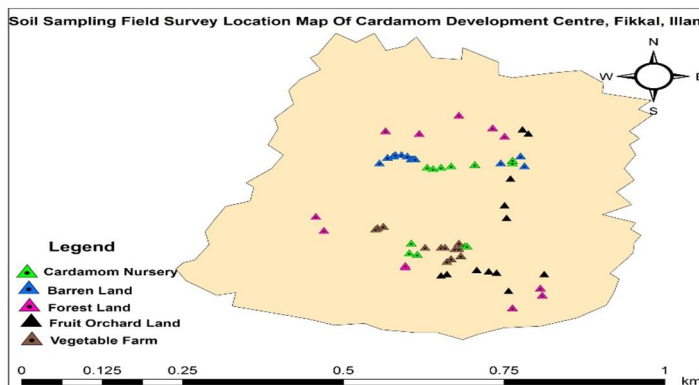 Soil Sampling Field Survey Location Map Of Cardamom Development Centre, Fikkal, Illam
N
W E
S
Legend
Cardamom Nursery
Barren Land
Forest Land
Fruit Orchard Land
Vegetable Farm
0 0.125 0.25 0.5 0.75 1
km